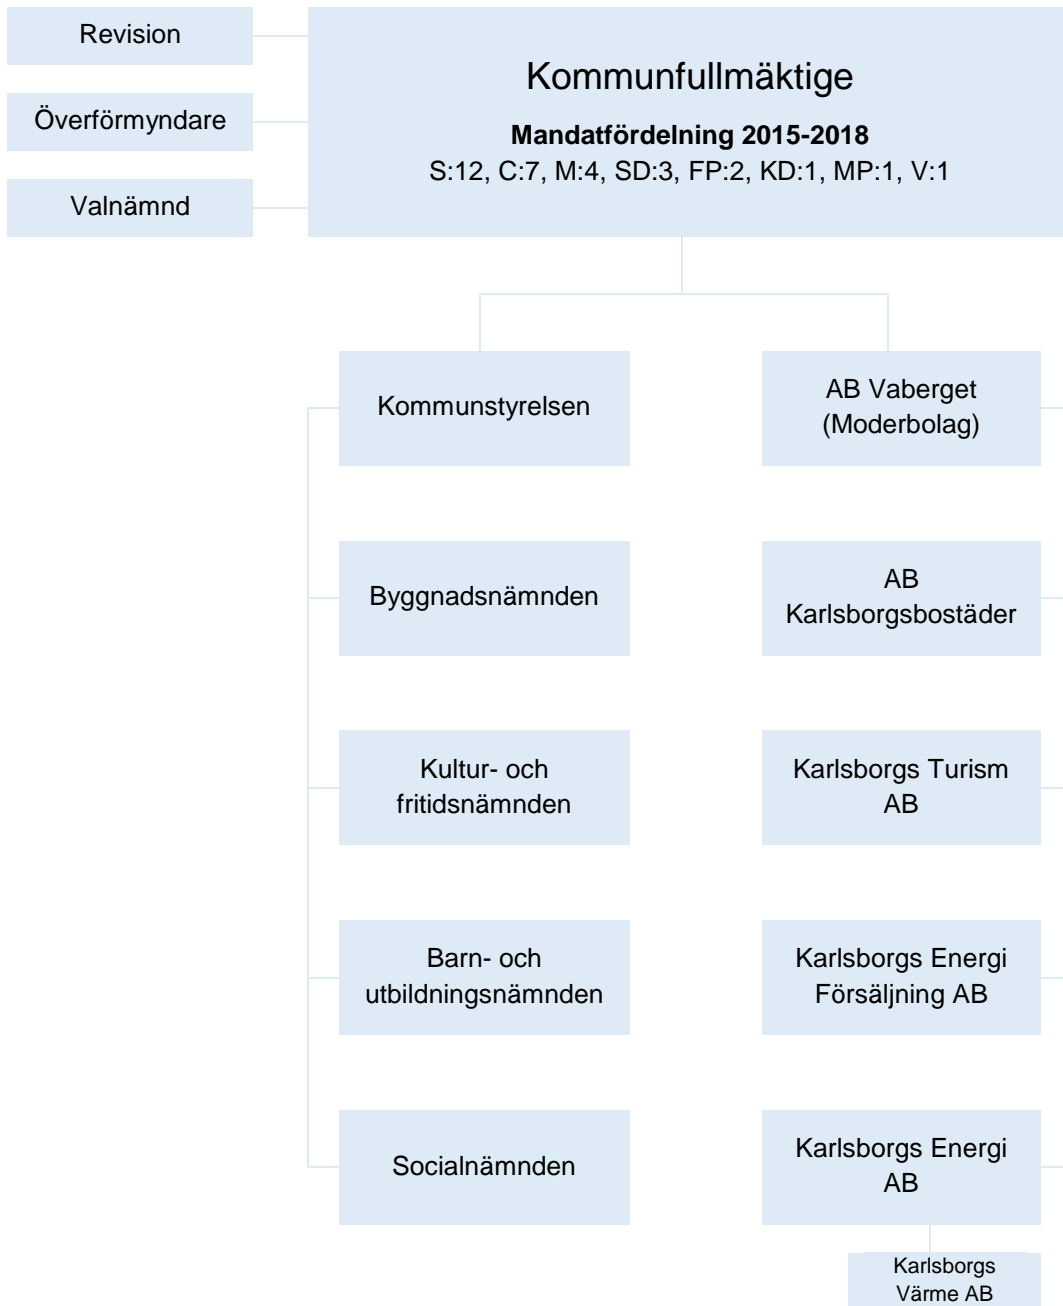 Revision
Överförmyndare
Valnämnd
Kommunfullmäktige
Mandatfördelning 2015-2018
S:12, C:7, M:4, SD:3, FP:2, KD:1, MP:1, V:1
Kommunstyrelsen
Byggnadsnämnden
Kultur- och
fritidsnämnden
Barn- och
utbildningsnämnden
Socialnämnden
AB Vaberget
(Moderbolag)
AB
Karlsborgsbostäder
Karlsborgs Turism
AB
Karlsborgs Energi
Försäljning AB
Karlsborgs Energi
AB
Karlsborgs
Värme AB